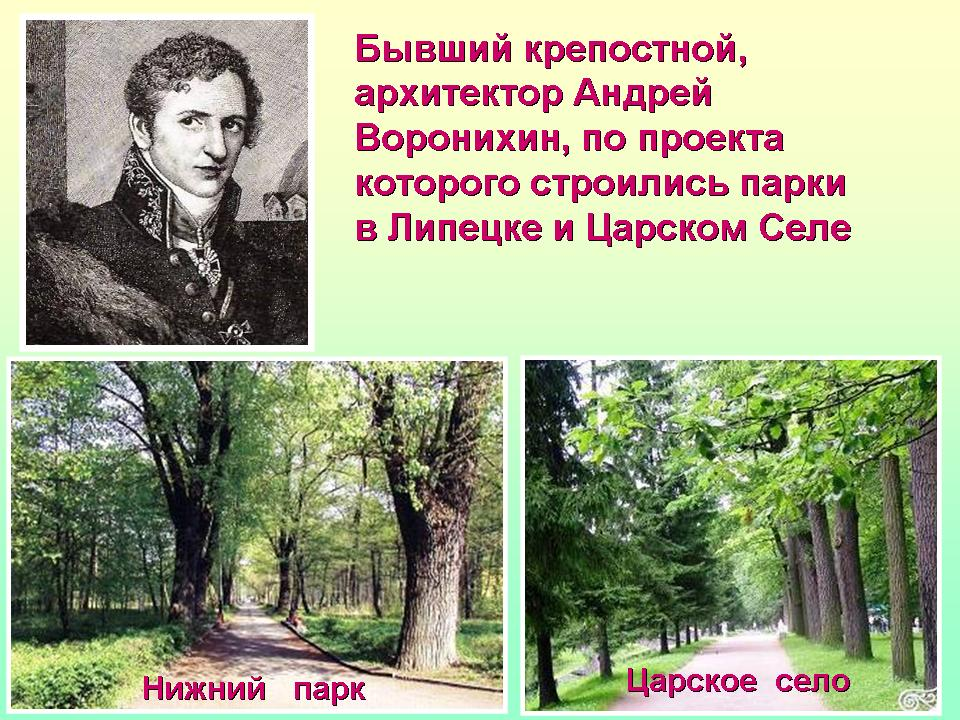 Бывший крепостной,
архитектор Андрей
Воронихин, по проекта
которого строились парки
в Липецке и Царском Селе
Нижний парк
Царское село